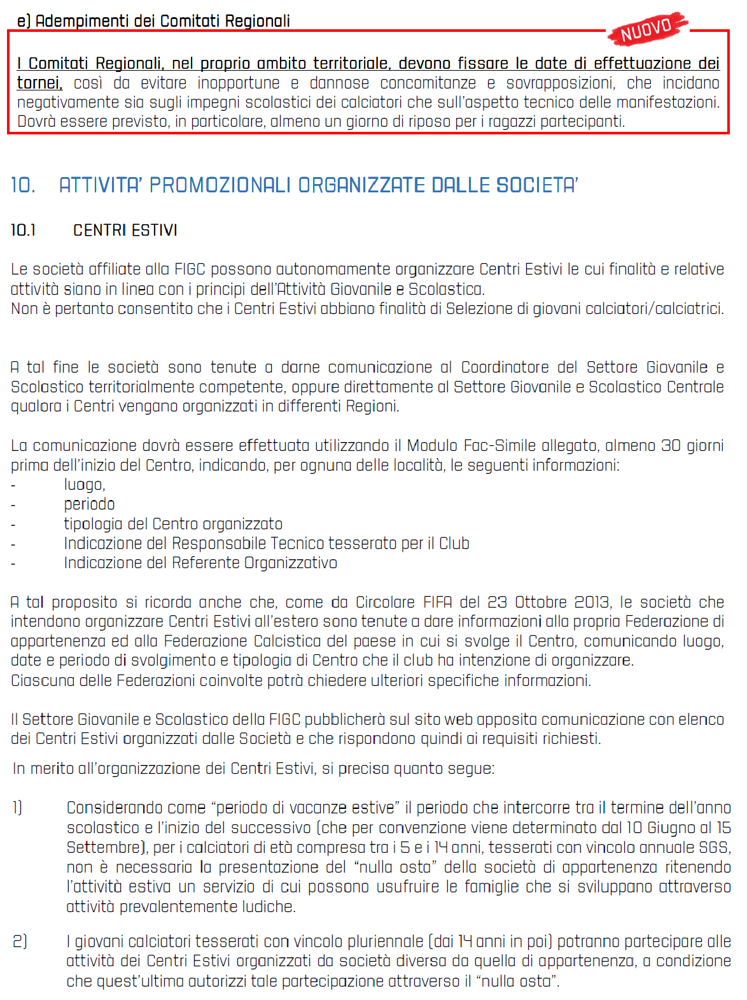 e) Adempimenti dei Comitati Regionali
NUOVO
I Comitati Regionali, nel proprio ambito territoriale, devono fissare le date di effettuazione dei
tornei, così da evitare inopportune e dannose concomitanze e sovrapposizioni, che incidano
negativamente sia sugli impegni scolastici dei calciatori che sull'aspetto tecnico delle manifestazioni.
Dovrà essere previsto, in particolare, almeno un giorno di riposo per i ragazzi partecipanti.
10. ATTIVITA' PROMOZIONALI ORGANIZZATE DALLE SOCIETA'
10.1 CENTRI ESTIVI
Le società affiliate alla FIGC possono autonomamente organizzare Centri Estivi le cui finalità e relative
attività siano in linea con i principi dell'Attività Giovanile e Scolastica.
Non è pertanto consentito che i Centri Estivi abbiano finalità di Selezione di giovani calciatori/calciatrici.
A tal fine le società sono tenute a darne comunicazione al Coordinatore del Settore Giovanile e
Scolastico territorialmente competente, oppure direttamente al Settore Giovanile e Scolastico Centrale
qualora i Centri vengano organizzati in differenti Regioni.
La comunicazione dovrà essere effettuata utilizzando il Modulo Fac-Simile allegato, almeno 30 giorni
prima dell'inizio del Centro, indicando, per ognuna delle località, le seguenti informazioni:
- luogo,
- periodo
- tipologia del Centro organizzato
- Indicazione del Responsabile Tecnico tesserato per il Club
- Indicazione del Referente Organizzativo
A tal proposito si ricorda anche che, come da Circolare FIFA del 23 Ottobre 2013, le società che
intendono organizzare Centri Estivi all'estero sono tenute a dare informazioni alla propria Federazione di
appartenenza ed alla Federazione Calcistica del paese in cui si svolge il Centro, comunicando luogo,
date e periodo di svolgimento e tipologia di Centro che il club ha intenzione di organizzare.
Ciascuna delle Federazioni coinvolte potrà chiedere ulteriori specifiche informazioni.
Il Settore Giovanile e Scolastico della FIGC pubblicherà sul sito web apposita comunicazione con elenco
dei Centri Estivi organizzati dalle Società e che rispondono quindi ai requisiti richiesti.
In merito all'organizzazione dei Centri Estivi, si precisa quanto segue:
1) Considerando come "periodo di vacanze estive" il periodo che intercorre tra il termine dell'anno
scolastico e l'inizio del successivo (che per convenzione viene determinato dal 10 Giugno al 15
Settembre), per i calciatori di età compresa tra i 5 e i 14 anni, tesserati con vincolo annuale SGS,
non è necessaria la presentazione del "nulla osta" della società di appartenenza ritenendo
l'attività estiva un servizio di cui possono usufruire le famiglie che si sviluppano attraverso
attività prevalentemente ludiche.
2) I giovani calciatori tesserati con vincolo pluriennale (dai 14 anni in poi) potranno partecipare alle
attività dei Centri Estivi organizzati da società diversa da quella di appartenenza, a condizione
che quest'ultima autorizzi tale partecipazione attraverso il "nulla osta".